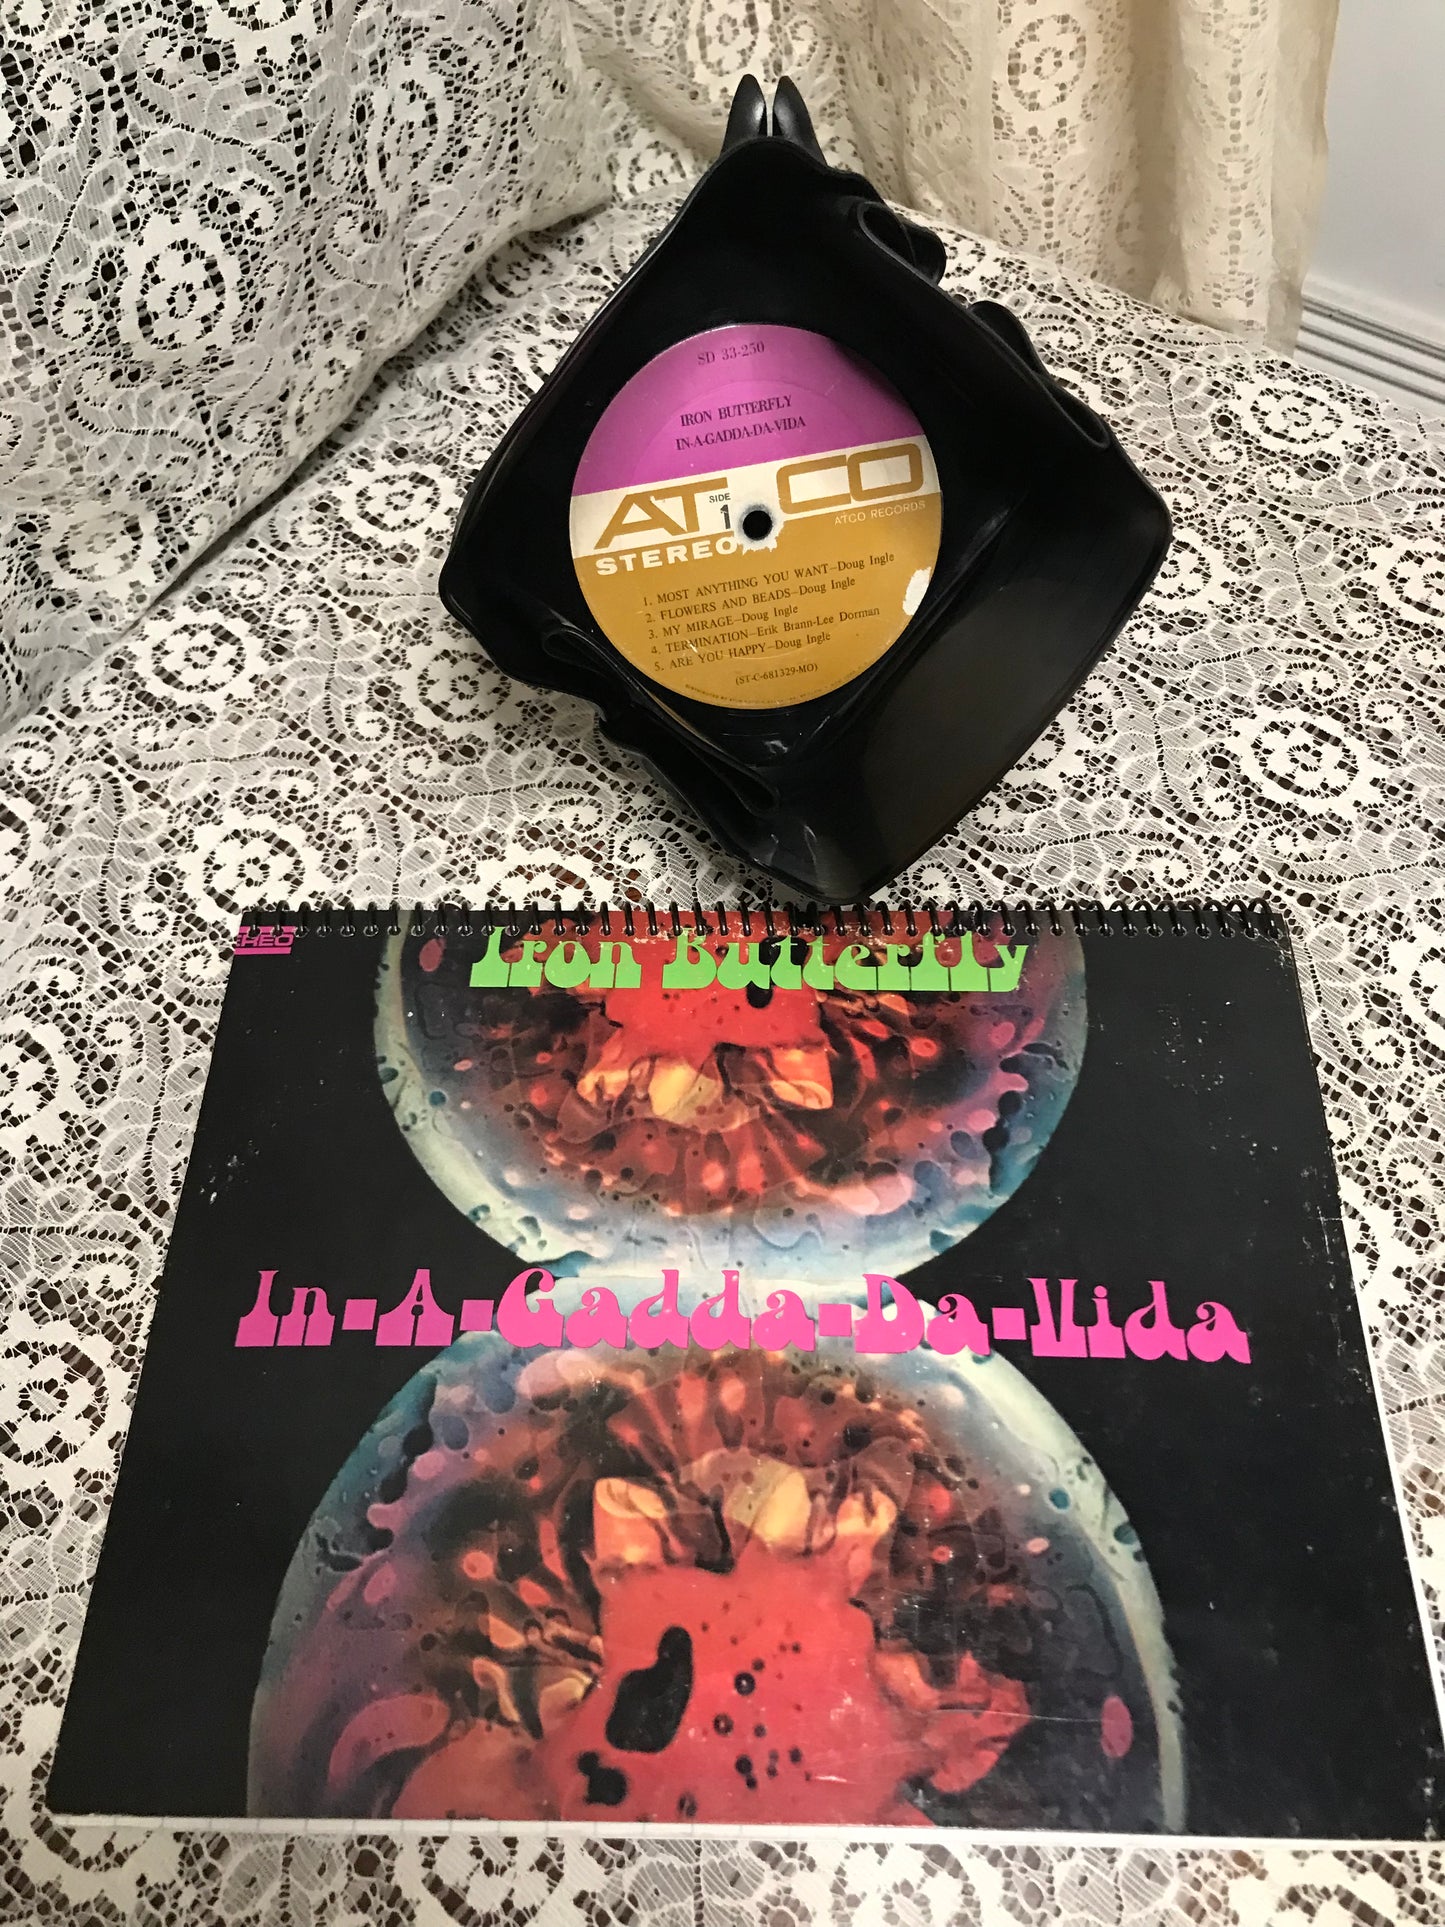 SD 33-250
IRON BUTTERFLY
IN-A-GADDA-DA-VIDA
ATCO
SIDE
1
ATCO RECORDS
STEREO
1. MOST ANYTHING YOU WANT—Doug Ingle
2. FLOWERS AND BEADS—Doug Ingle
3. MY MIRAGE—Doug Ingle
4. TERMINATION—Erik Brann-Lee Dorman
5. ARE YOU HAPPY—Doug Ingle
(ST-C-681329-MO)
Iron Butterfly
In-A-Gadda-Da-Vida